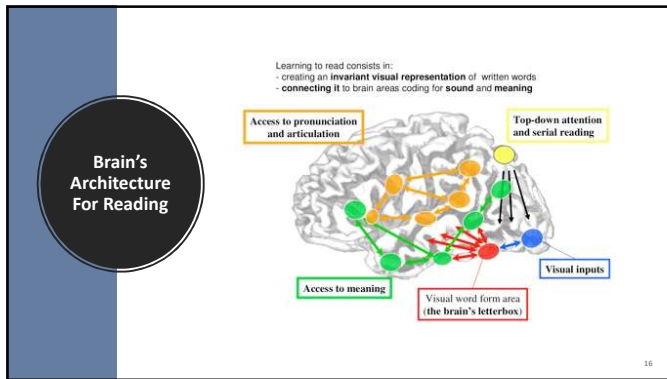 Brain's
Architecture
For Reading
Learning to read consists in:
- creating an invariant visual representation of written words
- connecting it to brain areas coding for sound and meaning
Access to pronunciation
and articulation
Top-down attention
and serial reading
Access to meaning
Visual inputs
Visual word form area
(the brain's letterbox)
16